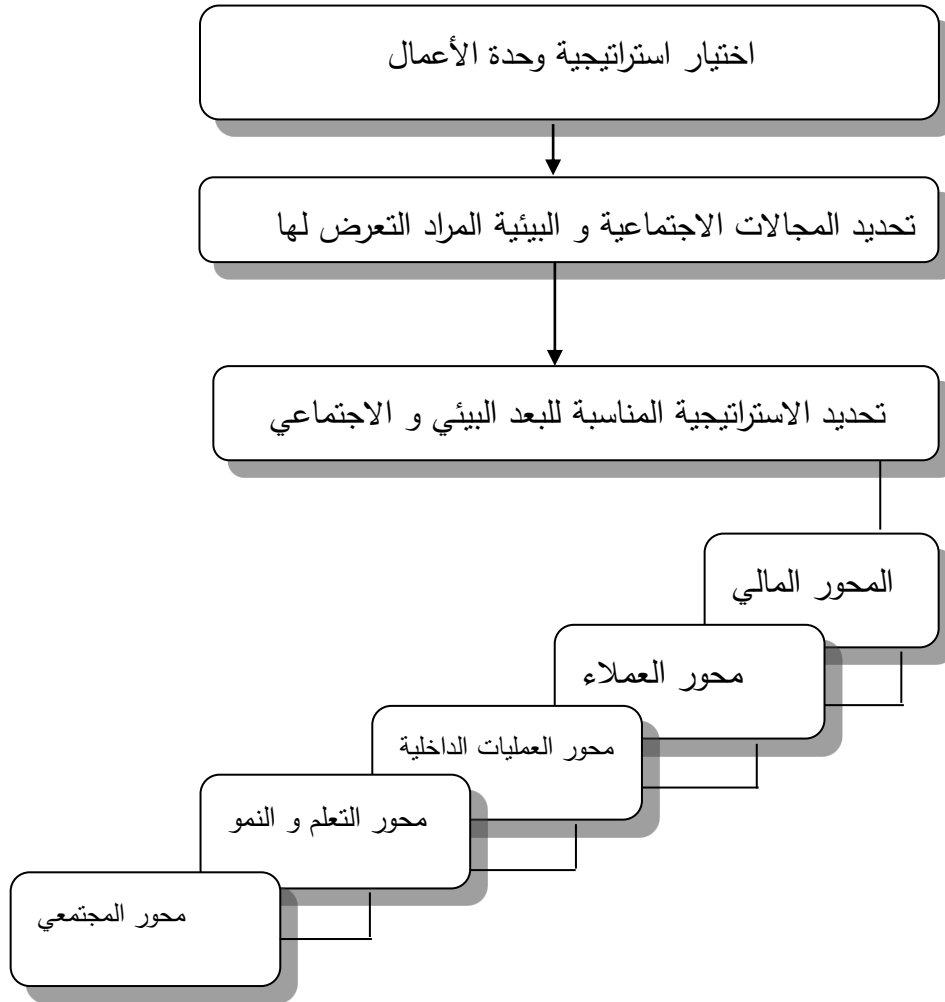 اختيار استراتيجية وحدة الأعمال
تحديد المجالات الاجتماعية و البيئية المراد التعرض لها
تحديد الاستراتيجية المناسبة للبعد البيئي و الاجتماعي
المحور المالي
محور العملاء
محور العمليات الداخلية
محور التعلم و النمو
محور المجتمعي